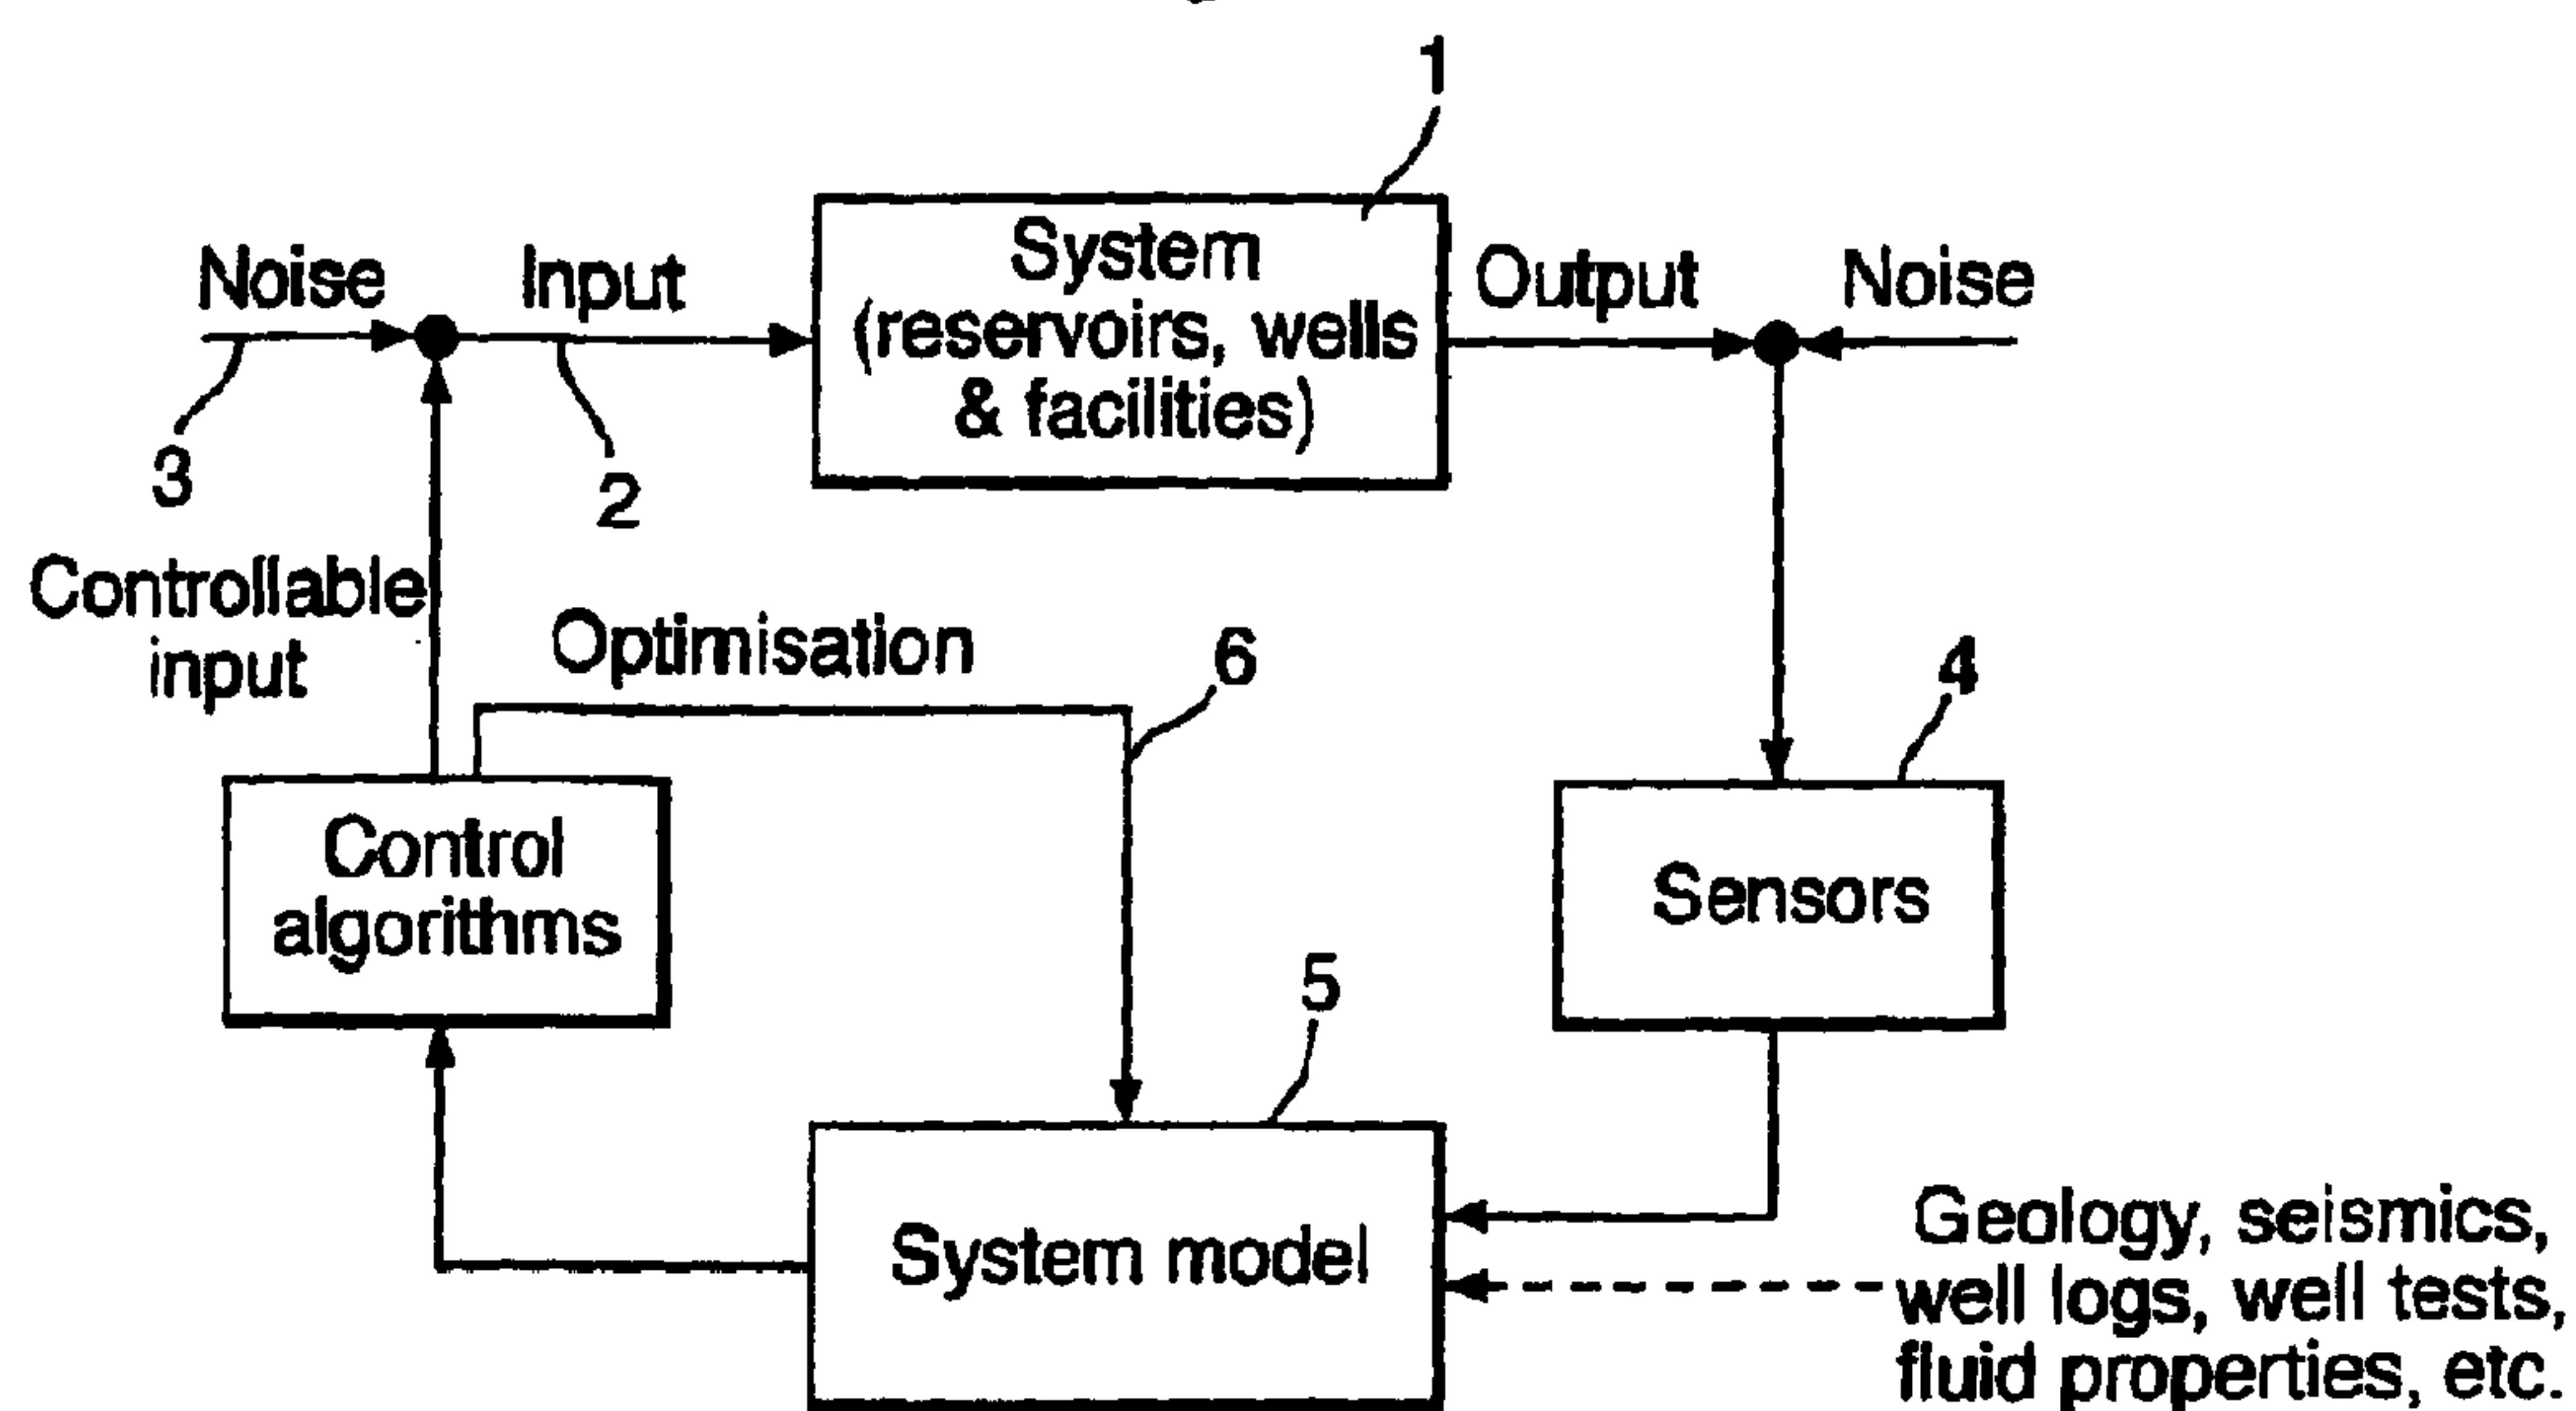 1
Noise
Input
System
(reservoirs, wells
& facilities)
Output
Noise
3
2
Controllable
input
Optimisation
6
4
Control
algorithms
Sensors
5
System model
Geology, seismics,
well logs, well tests,
fluid properties, etc.